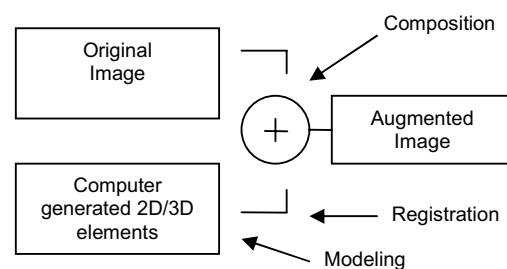 Original
Image
Composition
+
Augmented
Image
Computer
generated 2D/3D
elements
Registration
Modeling